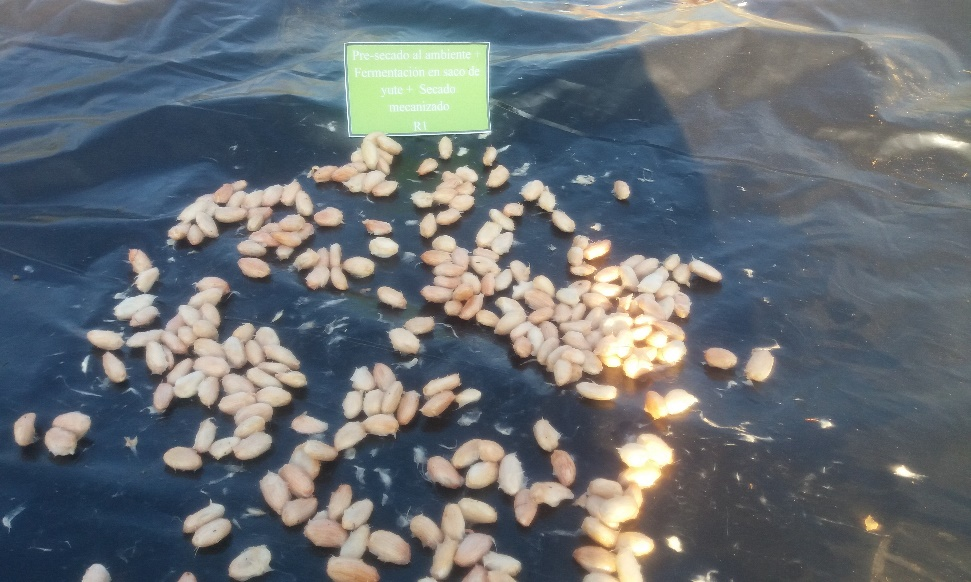 Pre-secado al ambiente +
Fermentación en saco de
yute + Secado
mecanizado
R1